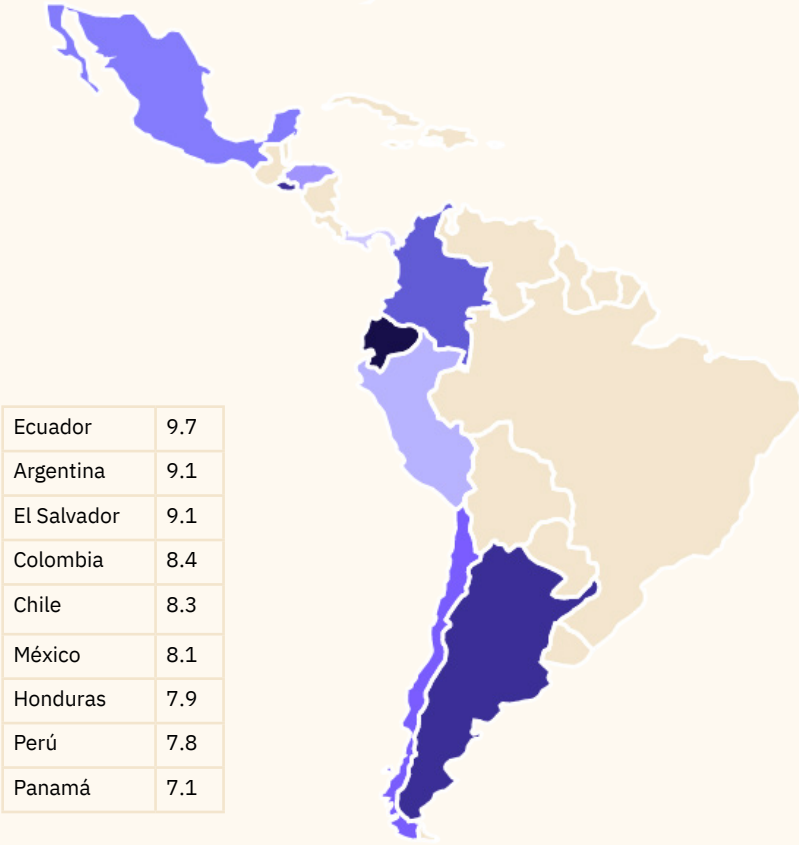 Ecuador 9.7
Argentina 9.1
El Salvador 9.1
Colombia 8.4
Chile 8.3
México 8.1
Honduras 7.9
Perú 7.8
Panamá 7.1